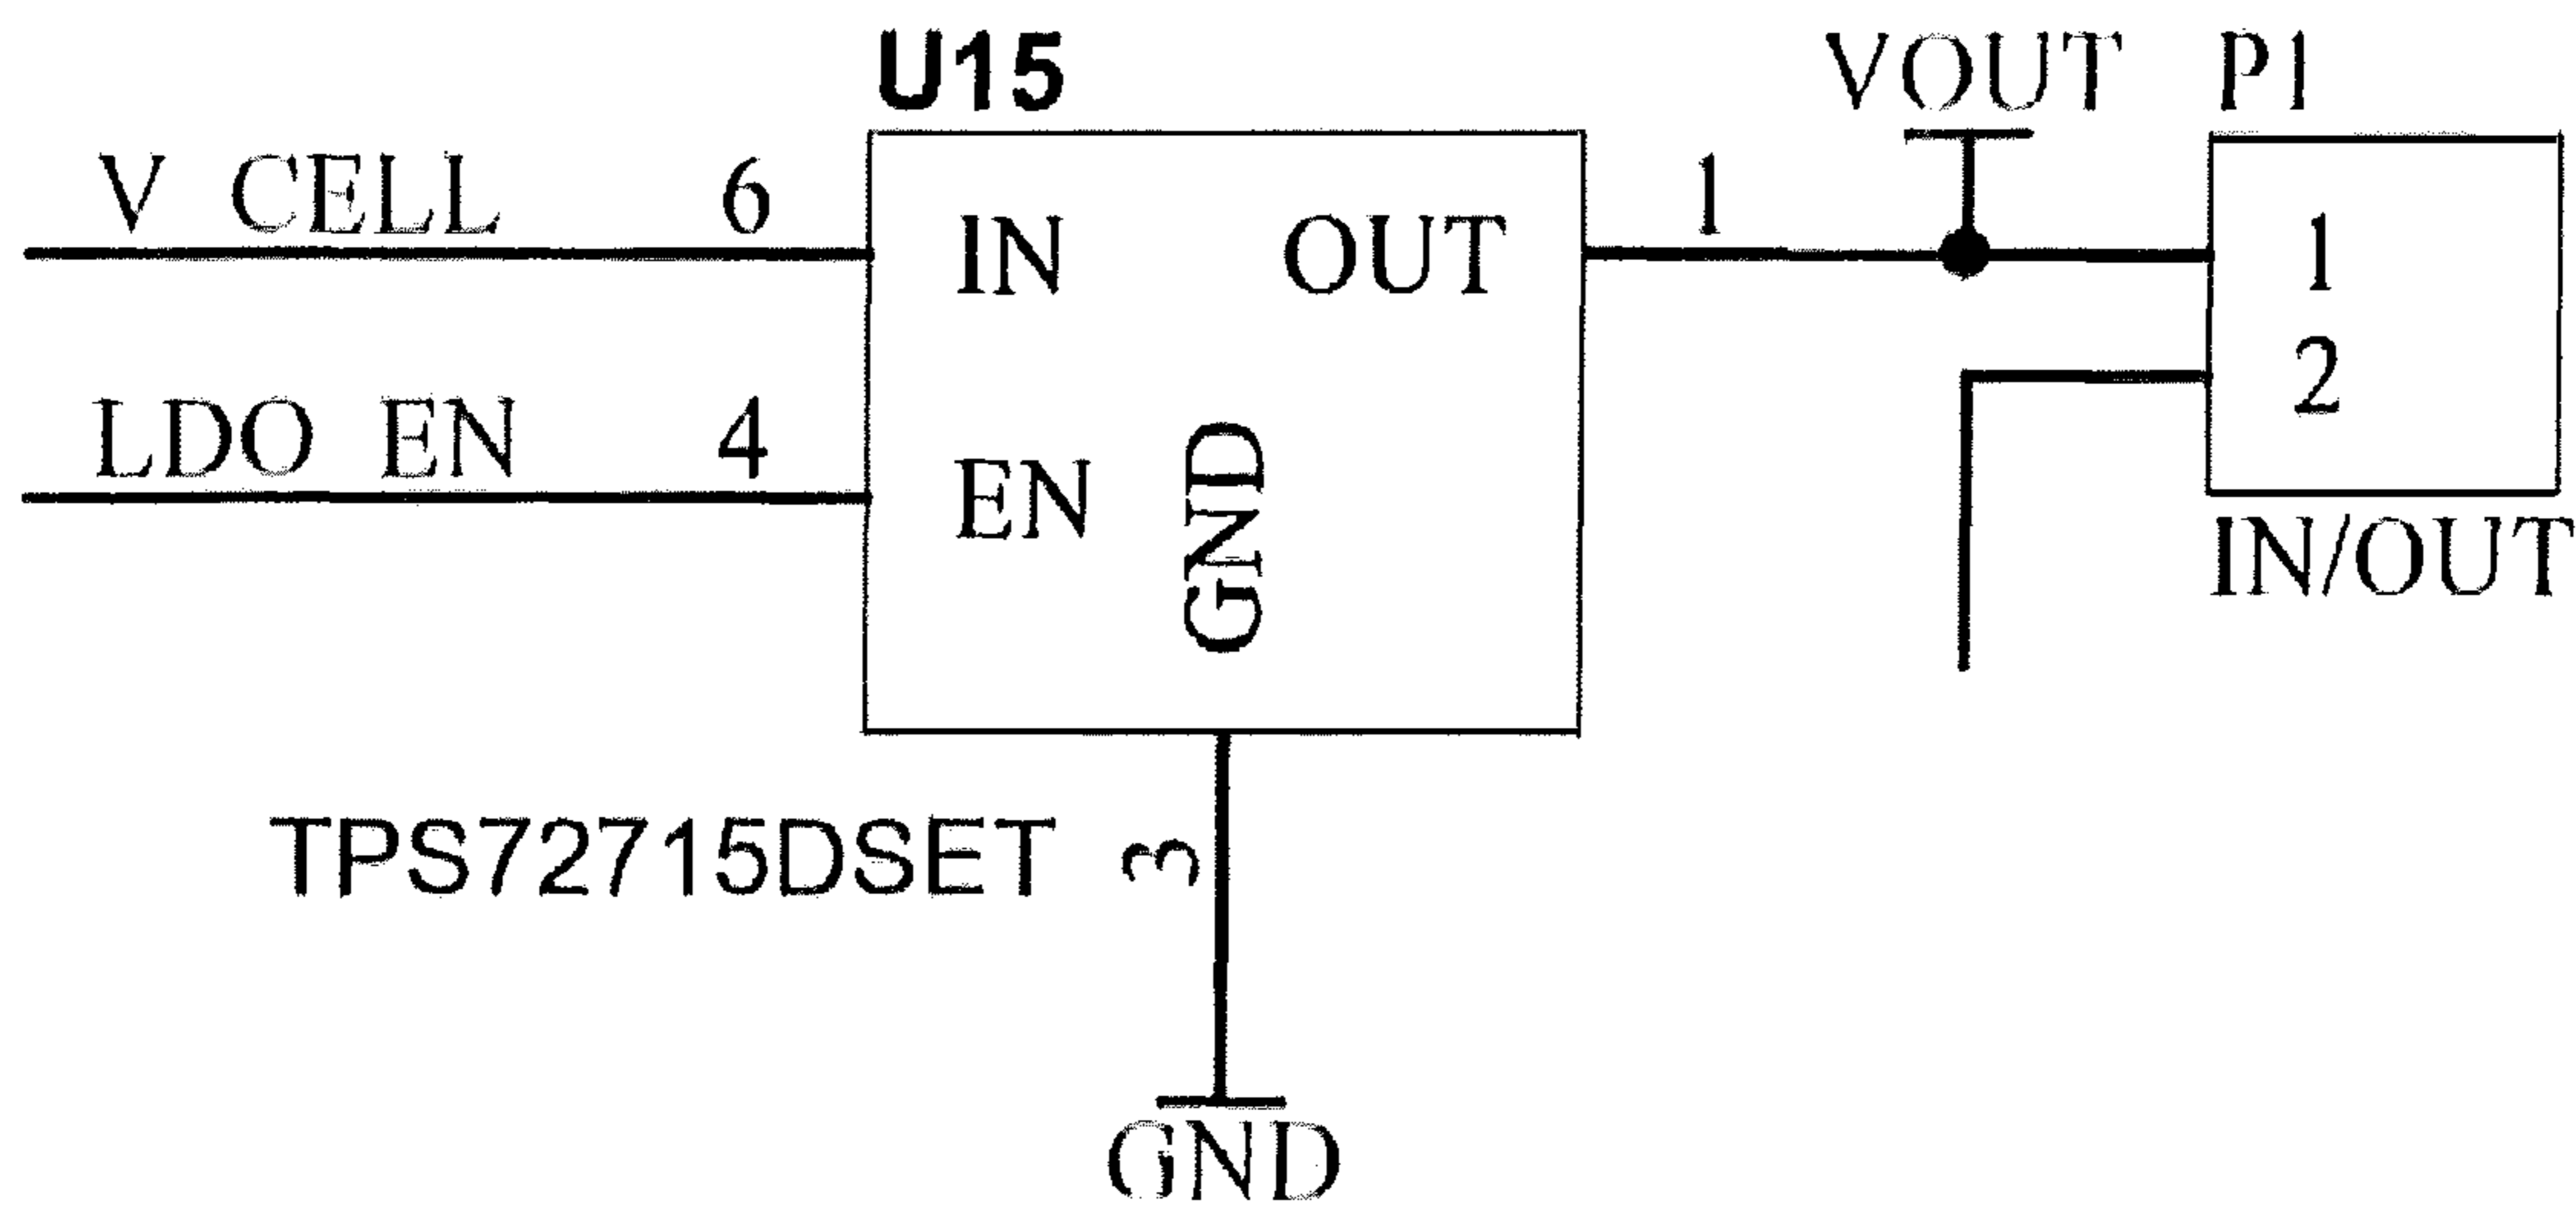 U15
VOUT P1
V CELL 6
IN OUT
1
1
2
LDO EN 4
EN
GND
IN/OUT
TPS72715DSET
3
GND